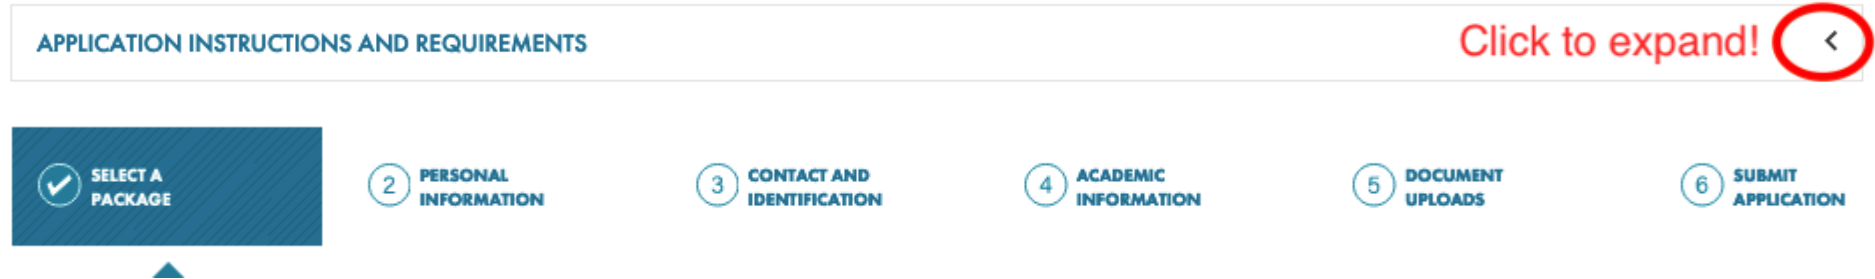 APPLICATION INSTRUCTIONS AND REQUIREMENTS
Click to expand!
SELECT A
PACKAGE
2
PERSONAL
INFORMATION
3
CONTACT AND
IDENTIFICATION
4
ACADEMIC
INFORMATION
5
DOCUMENT
UPLOADS
6
SUBMIT
APPLICATION